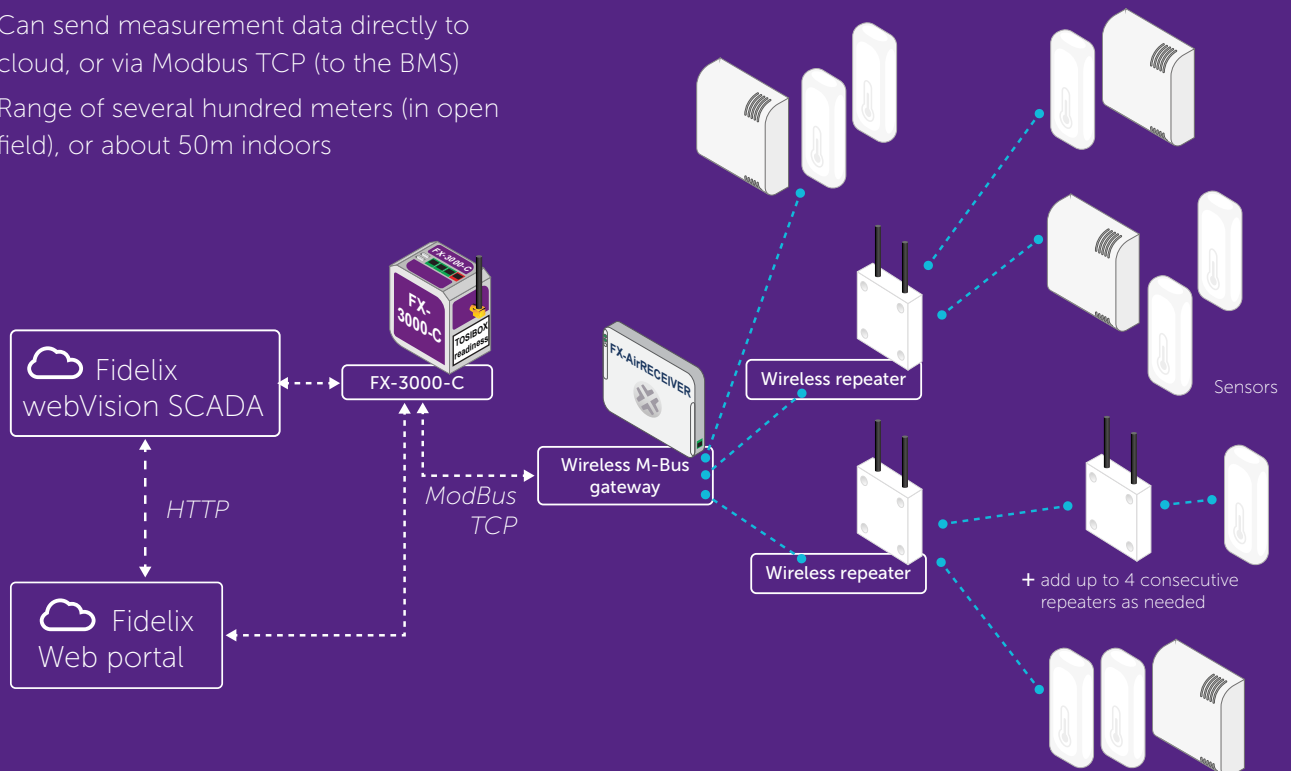 Can send measurement data directly to
cloud, or via Modbus TCP (to the BMS)
Range of several hundred meters (in open
field), or about 50m indoors
FX-3000-C
FX-
3000-C
TOSIBOX
readiness
FX-3000-C
Fidelix
webVision SCADA
HTTP
Fidelix
Web portal
ModBus
TCP
FX-AirRECEIVER
Wireless M-Bus
gateway
Wireless repeater
Sensors
Wireless repeater
+ add up to 4 consecutive
repeaters as needed